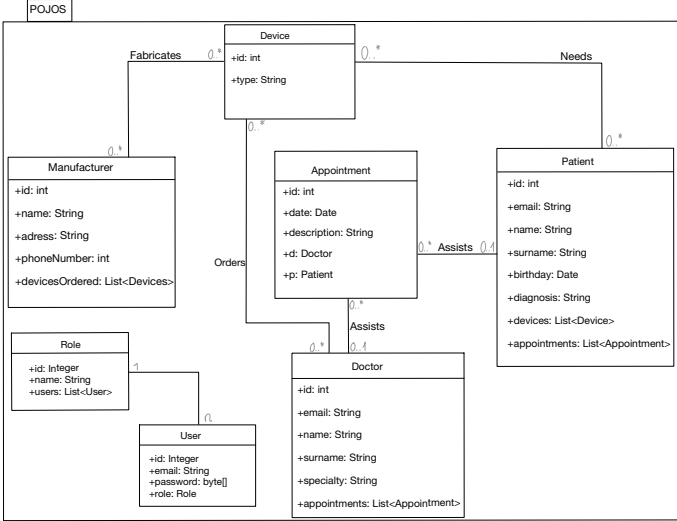 POJOS
Device
+id: int
+type: String
Fabricates
0..*
0..*
Needs
0..*
0..*
0..*
Manufacturer
+id: int
+name: String
+adress: String
+phoneNumber: int
+devicesOrdered: List<Devices>
Appointment
+id: int
+date: Date
+description: String
+d: Doctor
+p: Patient
Patient
+id: int
+email: String
+name: String
+surname: String
+birthday: Date
+diagnosis: String
+devices: List<Device>
+appointments: List<Appointment>
0..* Assists 0..1
Orders
0..*
Assists
0..*
0..1
Role
+id: Integer
+name: String
+users: List<User>
1
n
User
+id: Integer
+email: String
+password: byte[]
+role: Role
Doctor
+id: int
+email: String
+name: String
+surname: String
+specialty: String
+appointments: List<Appointment>